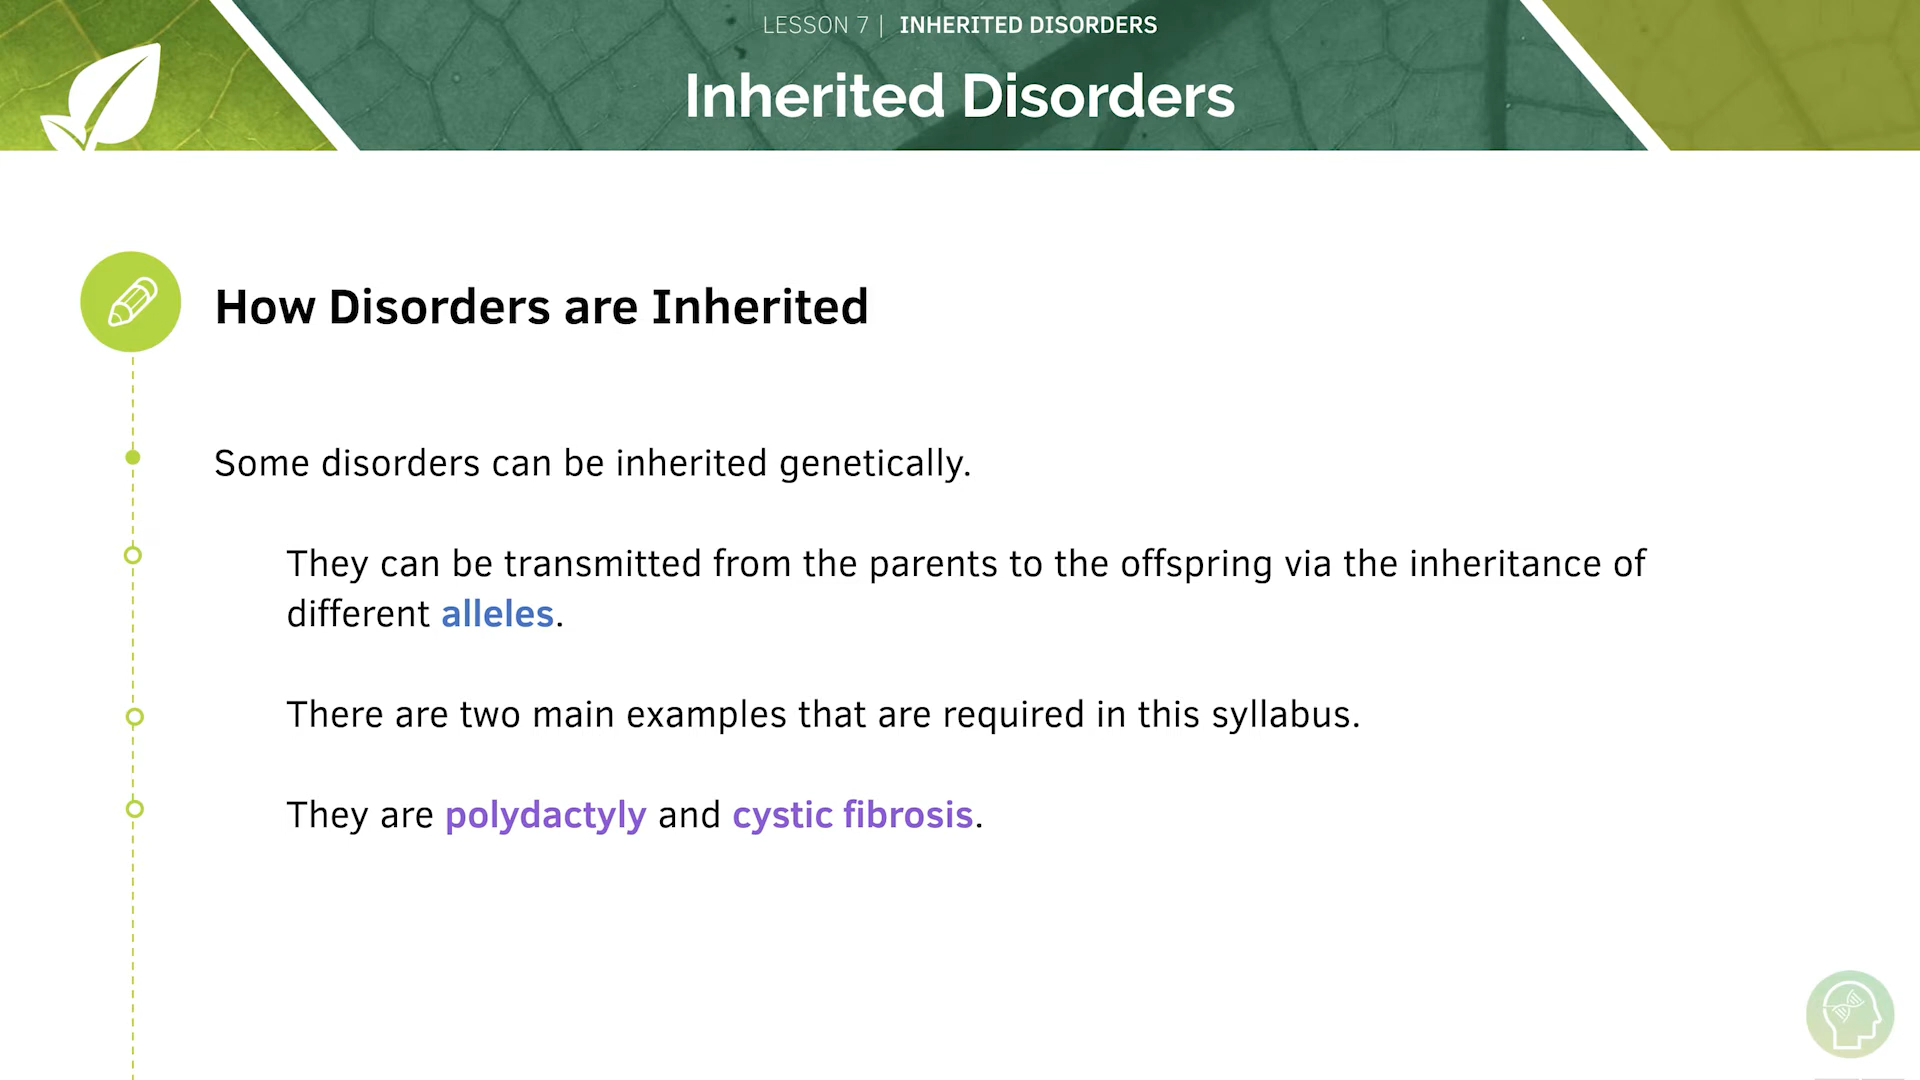 LESSON 7 | INHERITED DISORDERS
Inherited Disorders
How Disorders are Inherited
Some disorders can be inherited genetically.
They can be transmitted from the parents to the offspring via the inheritance of
different alleles.
There are two main examples that are required in this syllabus.
They are polydactyly and cystic fibrosis.